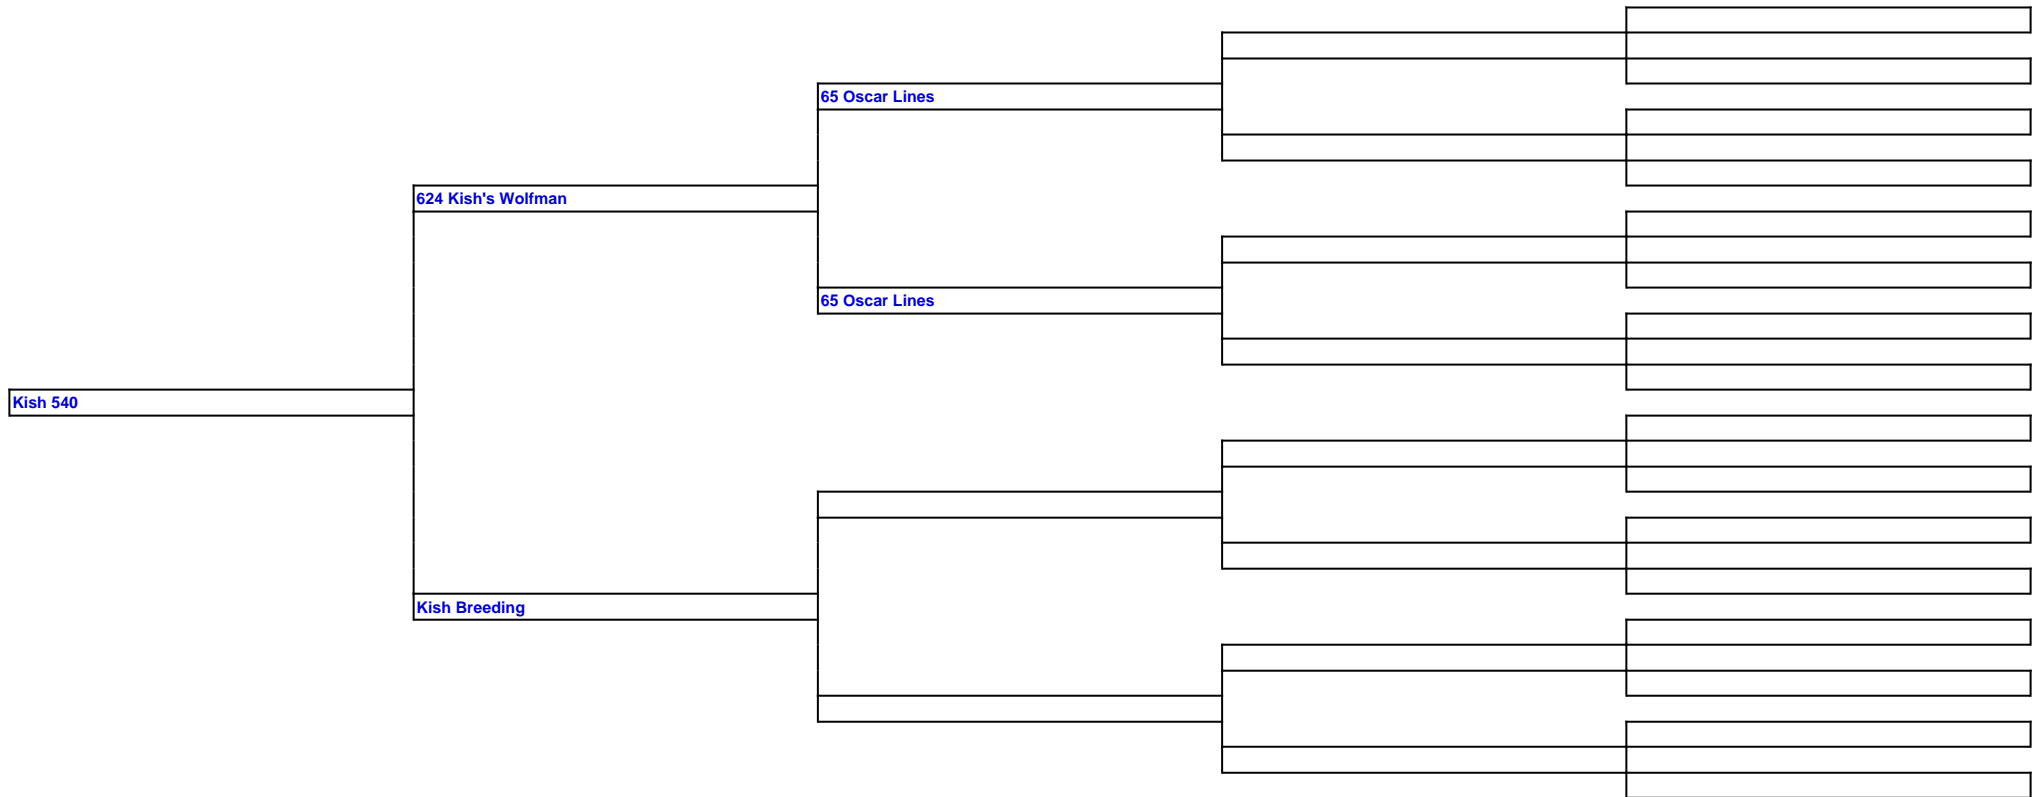 65 Oscar Lines
624 Kish's Wolfman
65 Oscar Lines
Kish 540
Kish Breeding